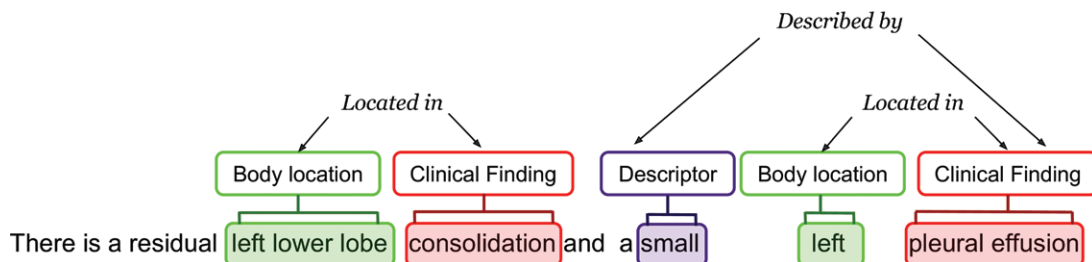 Described by
Located in Located in
Body location Clinical Finding Descriptor Body location Clinical Finding
There is a residual left lower lobe consolidation and a small left pleural effusion